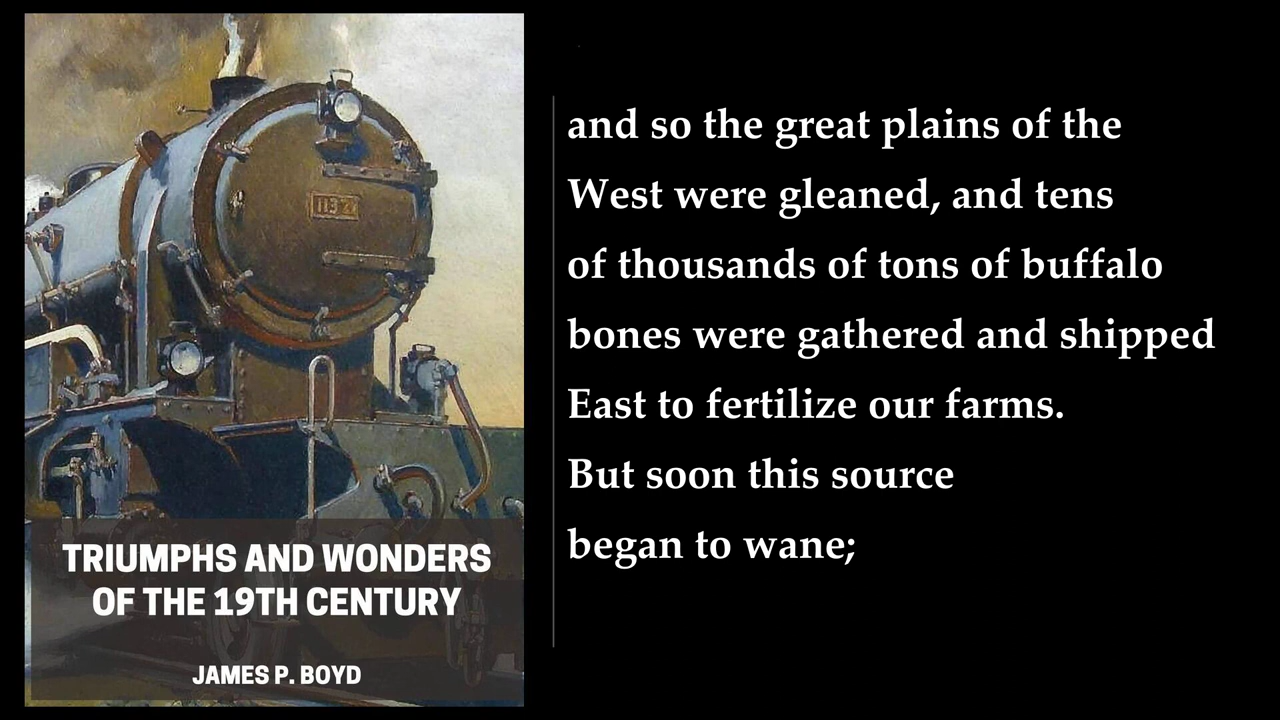 TRIUMPHS AND WONDERS
OF THE 19TH CENTURY
JAMES P. BOYD
and so the great plains of the
West were gleaned, and tens
of thousands of tons of buffalo
bones were gathered and shipped
East to fertilize our farms.
But soon this source
began to wane;